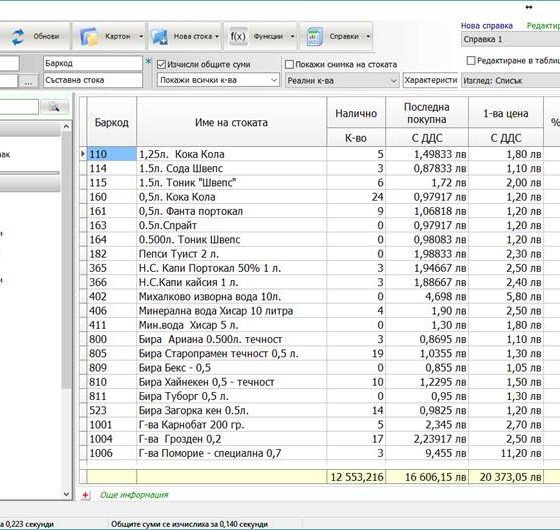 Нова справка Редактир
Обнови Картон Нова стока f(x) Функции Справки Справка 1
Баркод * Изчисли общите суми Покажи снимка на стоката Редактиране в таблиц
... Съставна стока Покажи всички к-ва Реални к-ва Характеристи Изглед: Списък
Баркод Име на стоката Налично Последна покупна 1-ва цена %
К-во С ДДС С ДДС
110 1,25л. Кока Кола 5 1,49833 лв 1,80 лв
114 1.5л. Сода Швепс 3 0,87833 лв 1,10 лв
115 1.5л. Тоник "Швепс" 6 1,72 лв 2,00 лв
160 0,5л. Кока Кола 24 0,97917 лв 1,20 лв
161 0,5л. Фанта портокал 9 1,06818 лв 1,20 лв
163 0.5л.Спрайт 0 0,97917 лв 1,20 лв
164 0.500л. Тоник Швепс 0 0,98083 лв 1,20 лв
182 Пепси Туист 2 л. 0 1,98833 лв 2,30 лв
365 Н.С. Капи Портокал 50% 1 л. 3 1,94667 лв 2,50 лв
366 Н.С.Капи кайсия 1 л. 3 1,88667 лв 2,40 лв
402 Михалково изворна вода 10л. 0 4,698 лв 5,80 лв
406 Минерална вода Хисар 10 литра 4 1,90 лв 2,50 лв
411 Мин.вода Хисар 5 л. 0 1,30 лв 1,80 лв
800 Бира Ариана 0.500л. течност 3 0,8695 лв 1,10 лв
805 Бира Старопрамен течност 0,5 л. 19 1,0355 лв 1,30 лв
809 Бира Бекс - 0,5 0 0,855 лв 1,05 лв
810 Бира Хайнекен 0,5 - течност 10 1,2295 лв 1,50 лв
811 Бира Туборг 0,5 л. 0 0,95 лв 1,30 лв
523 Бира Загорка кен 0.5л. 14 0,9825 лв 1,20 лв
1001 Г-ва Карнобат 200 гр. 5 2,345 лв 2,70 лв
1004 Г-ва Грозден 0,2 17 2,23917 лв 2,50 лв
1006 Г-ва Поморие - специална 0,7 3 9,455 лв 11,20 лв
12 553,216 16 606,15 лв 20 373,05 лв
+ Още информация
а 0,223 секунди Общите суми се изчислиха за 0,140 секунди